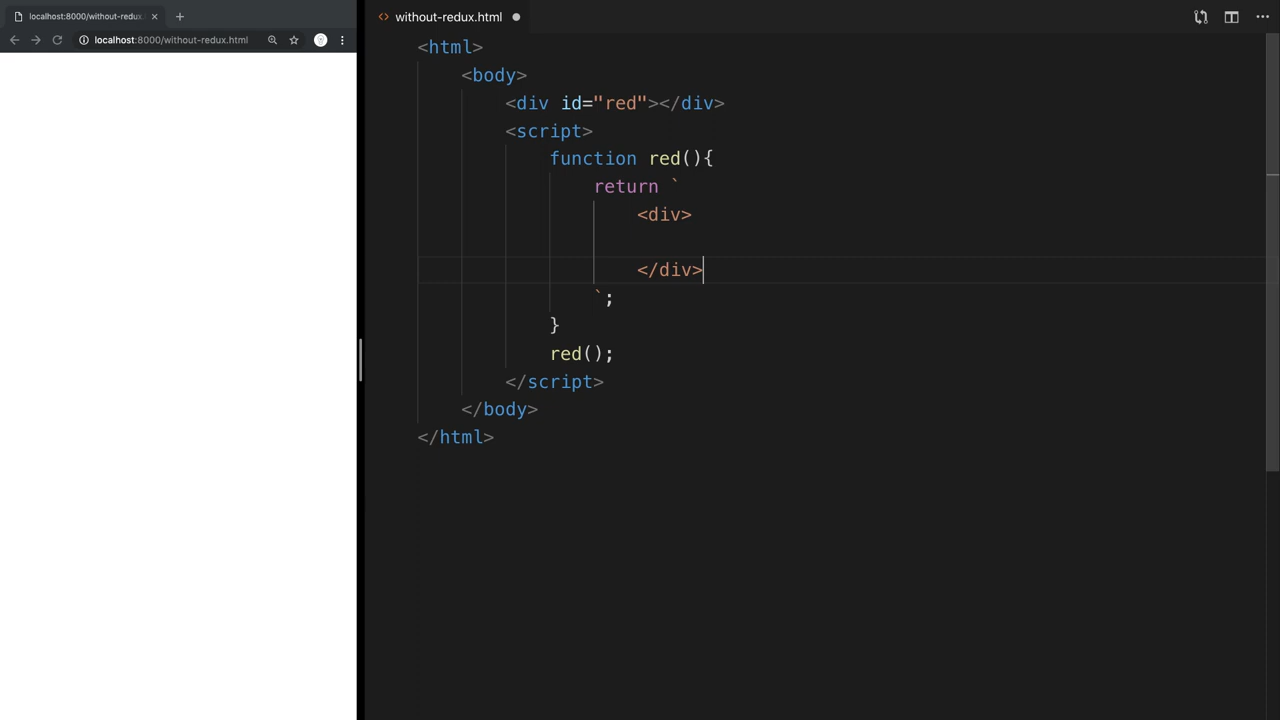 localhost:8000/without-redux.
localhost:8000/without-redux.html
without-redux.html
<html>
<body>
<div id="red"></div>
<script>
function red(){
return `
<div>
</div>
`;
}
red();
</script>
</body>
</html>